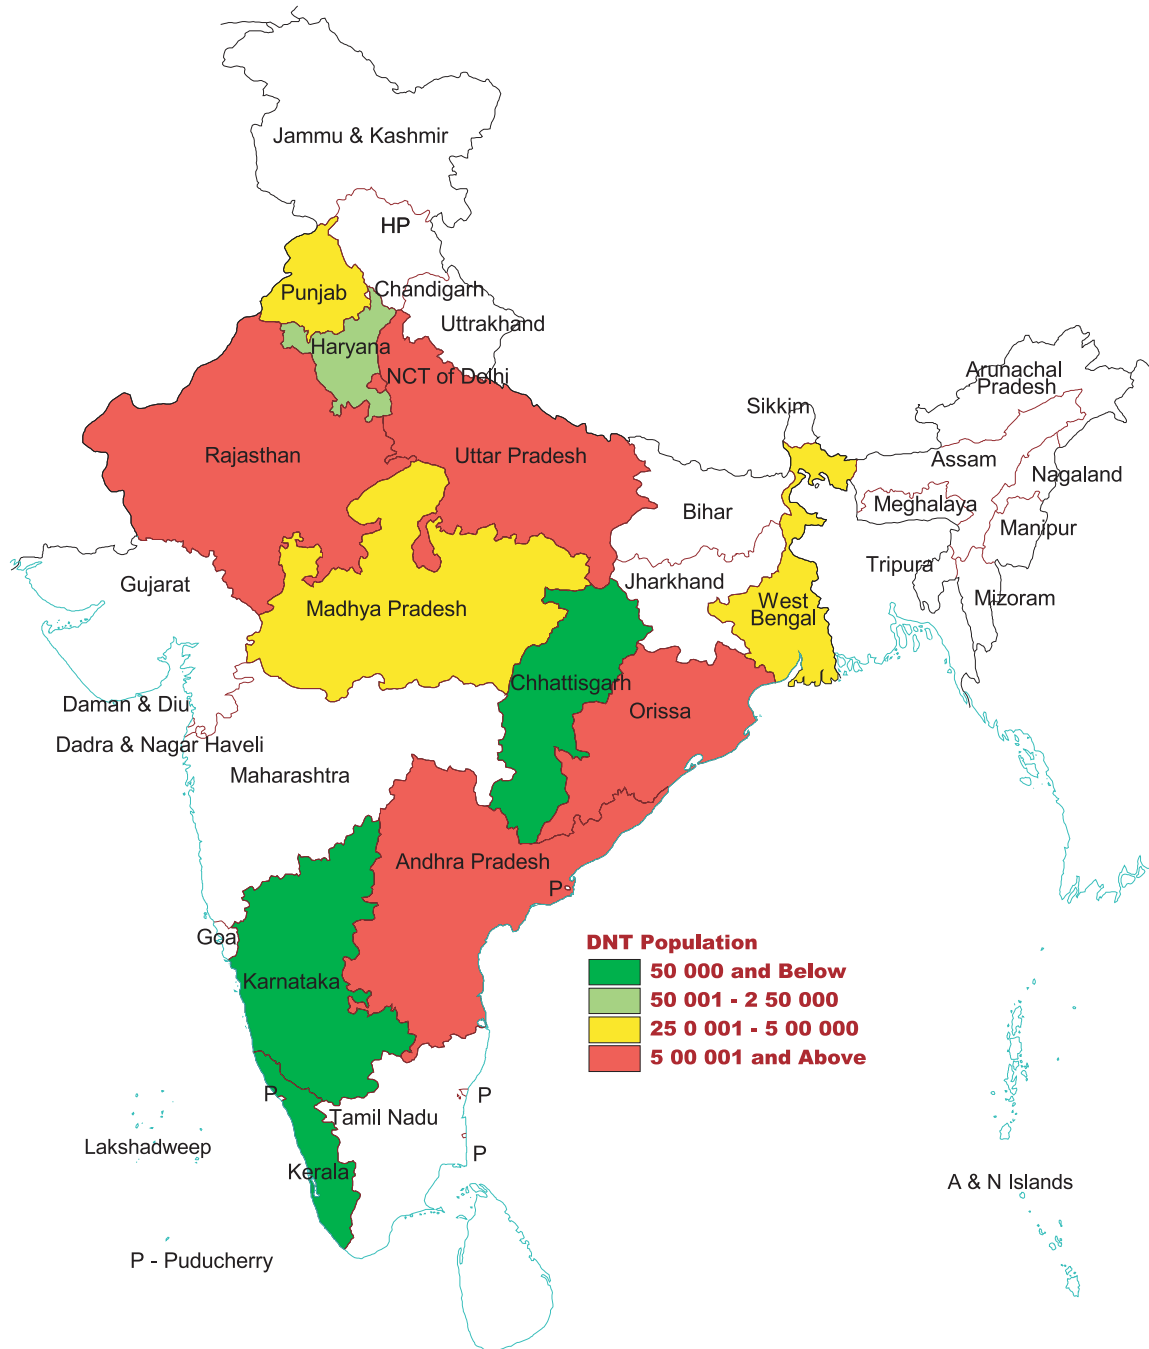 Jammu & Kashmir
HP
Punjab
Chandigarh
Uttrakhand
Haryana
NCT of Delhi
Arunachal
Pradesh
Sikkim
Rajasthan
Uttar Pradesh
Assam
Nagaland
Meghalaya
Bihar
Manipur
Gujarat
Jharkhand
Tripura
Madhya Pradesh
West
Bengal
Mizoram
Chhattisgarh
Daman & Diu
Orissa
Dadra & Nagar Haveli
Maharashtra
Andhra Pradesh
P
Goa
Karnataka
DNT Population
50 000 and Below
50 001 - 2 50 000
25 0 001 - 5 00 000
5 00 001 and Above
P
P
Tamil Nadu
Lakshadweep
P
Kerala
A & N Islands
P - Puducherry